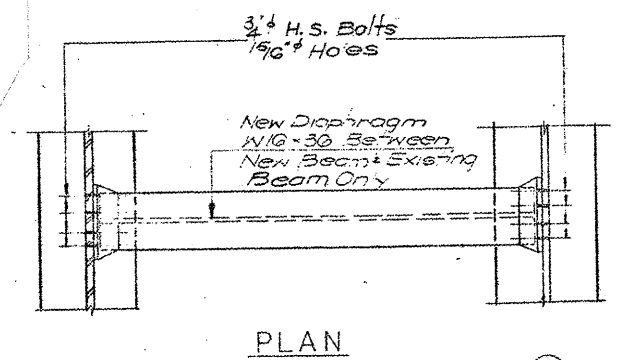 3/4"ϕ H. S. Bolts
15/16"ϕ Holes
New Diaphragm
W16×36 Between
New Beam & Existing
Beam Only
PLAN